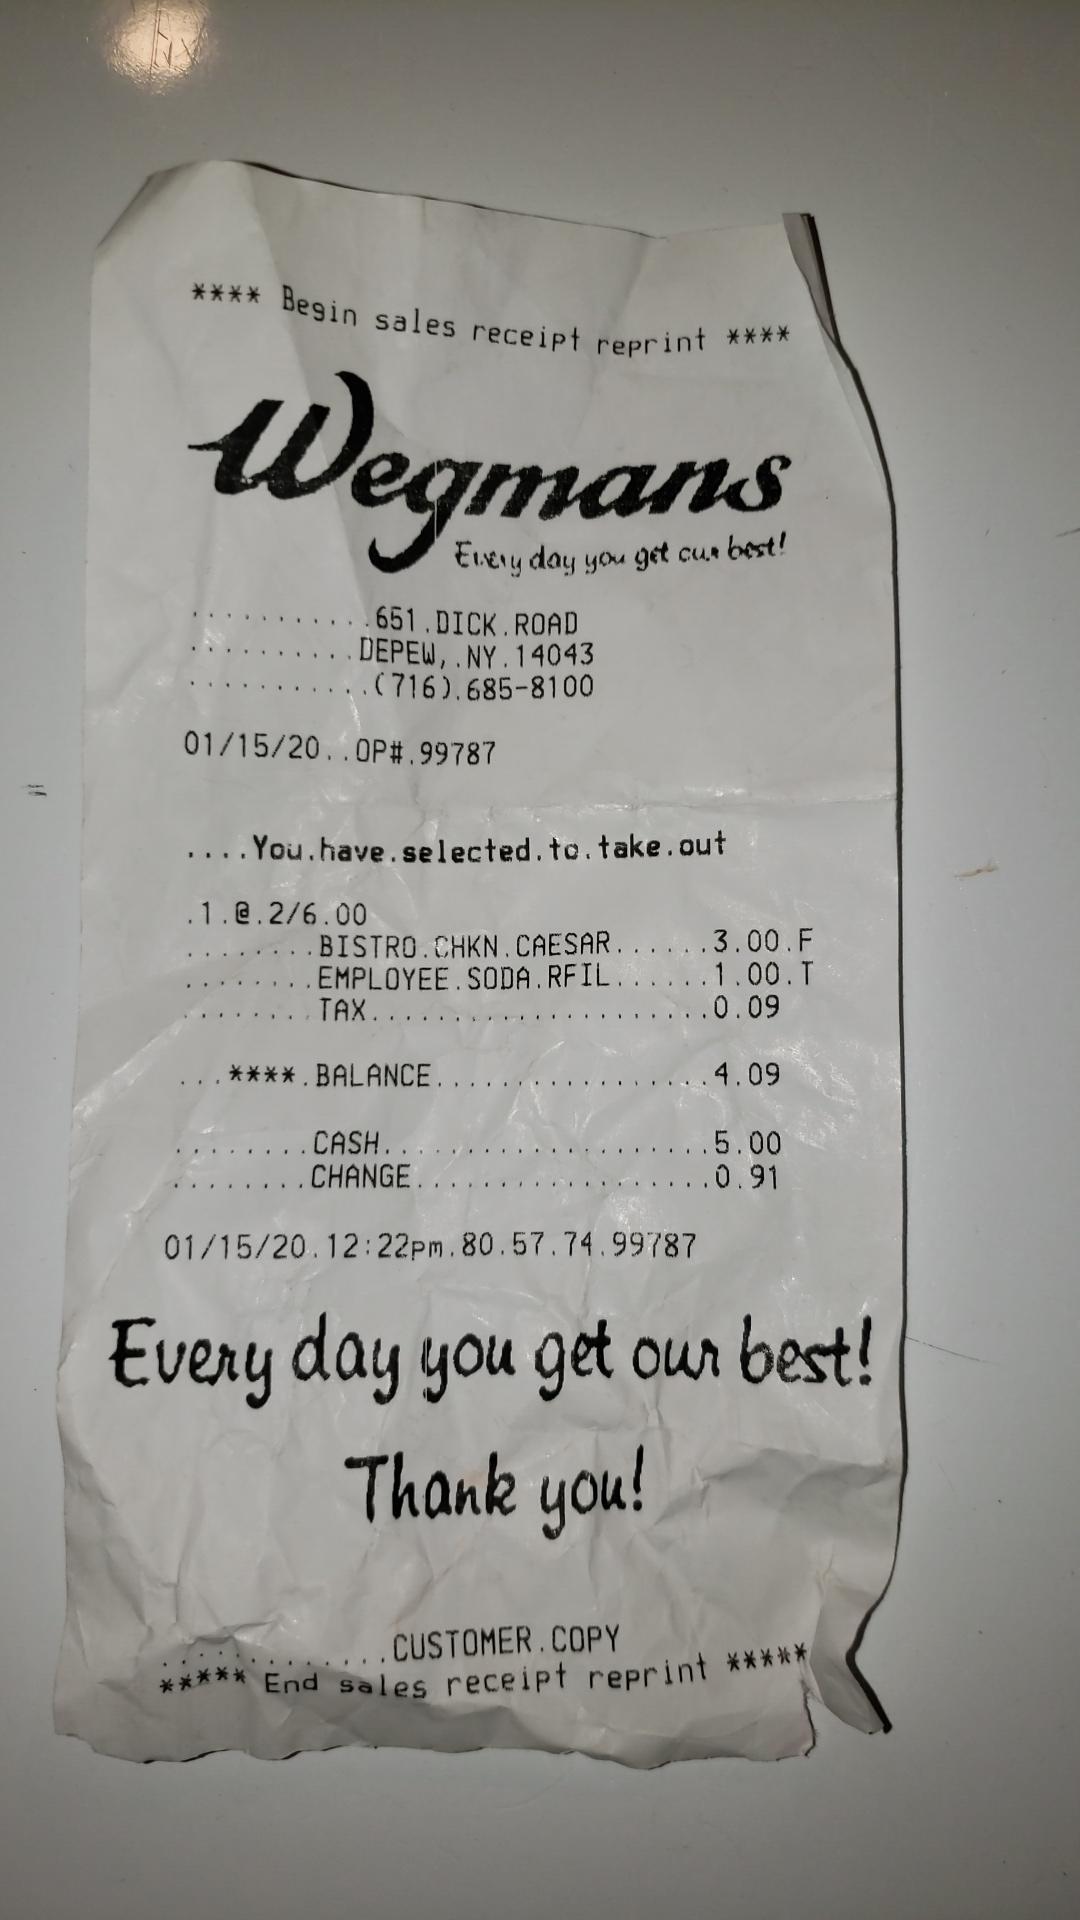 **** Begin sales receipt reprint ****
Wegmans
Every day you get our best!
...........651.DICK.ROAD
..........DEPEW,.NY.14043
...........(716).685-8100
01/15/20..OP#.99787
....You.have.selected.to.take.out
.1.@.2/6.00
........BISTRO.CHKN.CAESAR......3.00.F
........EMPLOYEE.SODA.RFIL......1.00.T
........TAX.....................0.09
...****.BALANCE.................4.09
........CASH....................5.00
........CHANGE..................0.91
01/15/20.12:22pm.80.57.74.99787
Every day you get our best!
Thank you!
..............CUSTOMER.COPY
***** End sales receipt reprint *****